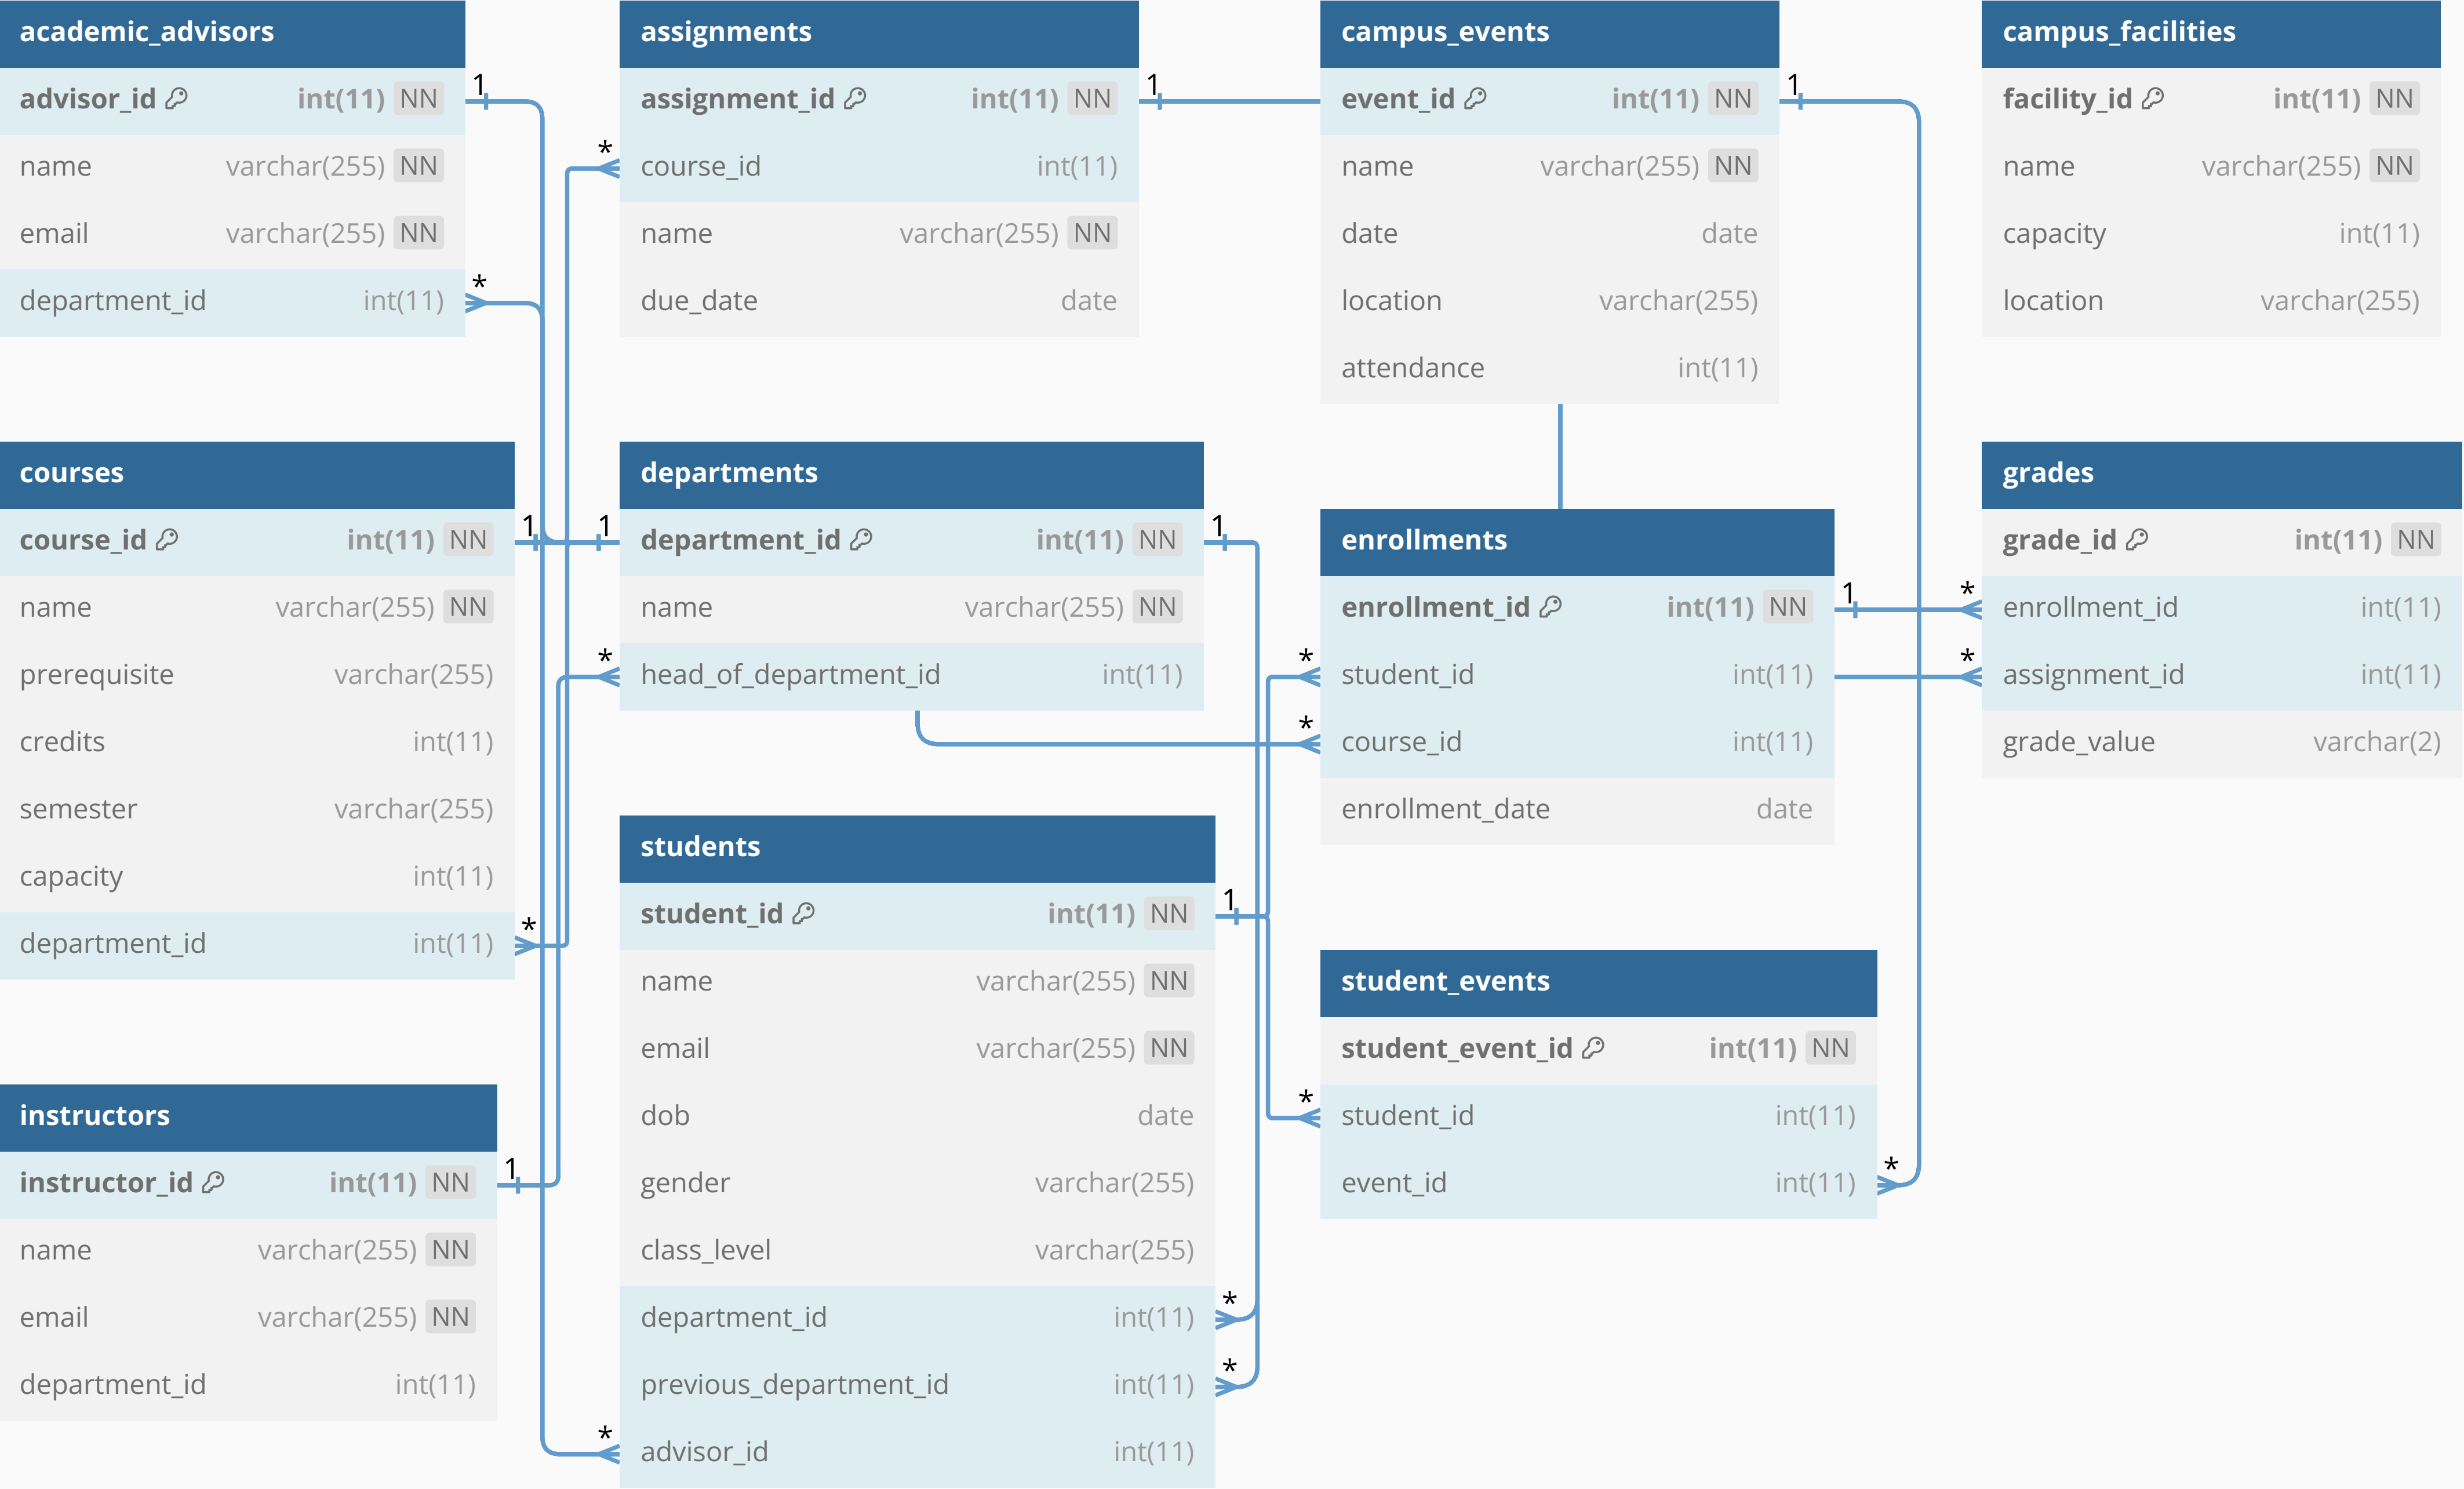 academic_advisors
advisor_id int(11) NN
name varchar(255) NN
email varchar(255) NN
department_id int(11)
1
*
assignments
assignment_id int(11) NN
course_id int(11)
name varchar(255) NN
due_date date
1
*
campus_events
event_id int(11) NN
name varchar(255) NN
date date
location varchar(255)
attendance int(11)
1
campus_facilities
facility_id int(11) NN
name varchar(255) NN
capacity int(11)
location varchar(255)
courses
course_id int(11) NN
name varchar(255) NN
prerequisite varchar(255)
credits int(11)
semester varchar(255)
capacity int(11)
department_id int(11)
1
*
departments
1
department_id int(11) NN
name varchar(255) NN
head_of_department_id int(11)
1
*
enrollments
enrollment_id int(11) NN
student_id int(11)
course_id int(11)
enrollment_date date
1
*
*
grades
grade_id int(11) NN
enrollment_id int(11)
assignment_id int(11)
grade_value varchar(2)
*
*
students
student_id int(11) NN
name varchar(255) NN
email varchar(255) NN
dob date
gender varchar(255)
class_level varchar(255)
department_id int(11)
previous_department_id int(11)
advisor_id int(11)
1
*
*
*
student_events
student_event_id int(11) NN
student_id int(11)
event_id int(11)
*
*
instructors
instructor_id int(11) NN
name varchar(255) NN
email varchar(255) NN
department_id int(11)
1